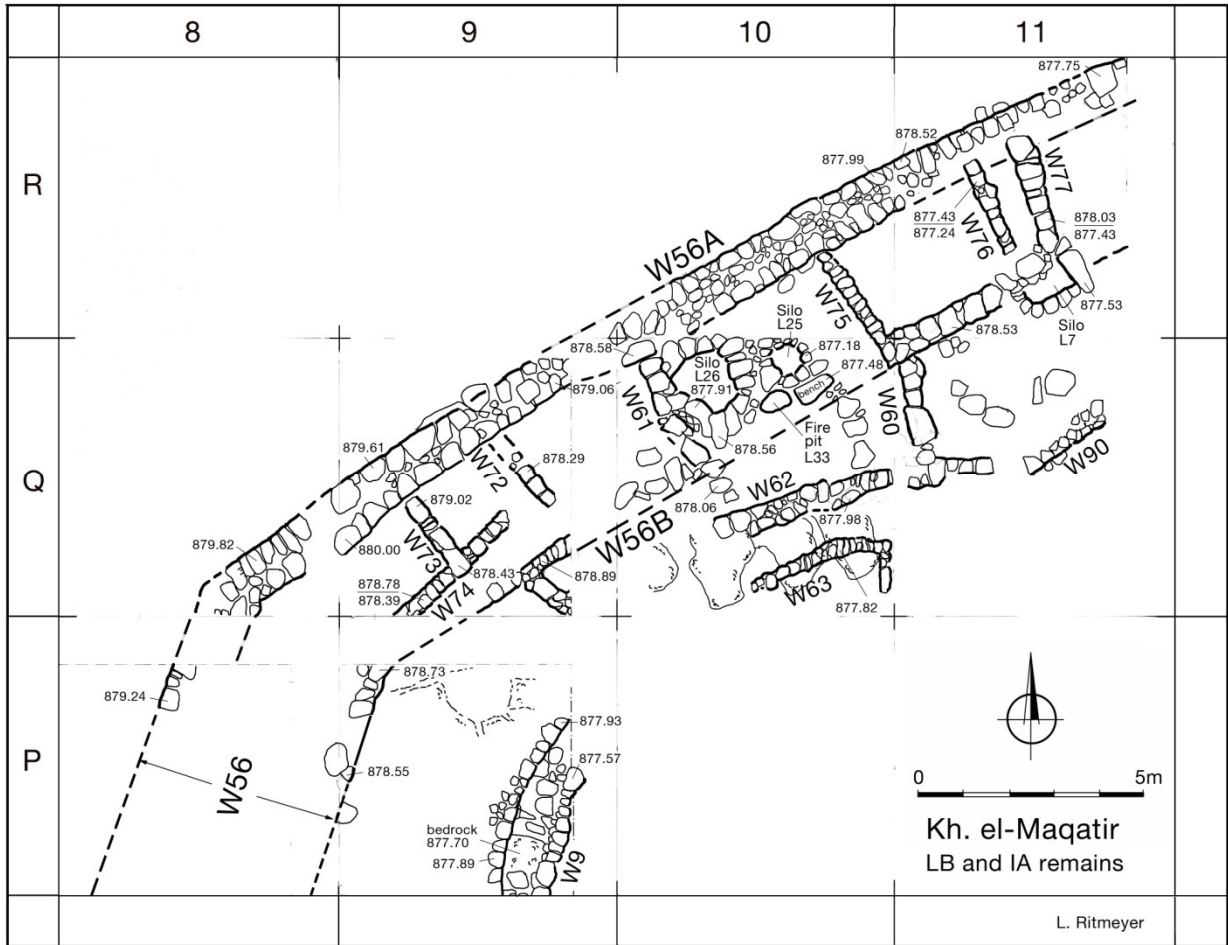 8
9
10
11
R
Q
P
877.75
878.52
877.99
W56A
W77
877.43
877.24
W76
878.03
877.43
W75
877.53
Silo
L7
878.53
Silo
L25
877.18
877.48
878.58
Silo
L26
877.91
bench
W61
879.06
Fire
pit
L33
W60
878.56
W90
879.61
W72
878.29
W62
878.06
879.02
877.98
W56B
879.82
880.00
W73
878.43
878.89
W74
878.78
878.39
W63
877.82
879.24
878.73
877.93
877.57
878.55
W56
bedrock
877.70
877.89
W9
0
5m
Kh. el-Maqatir
LB and IA remains
L. Ritmeyer